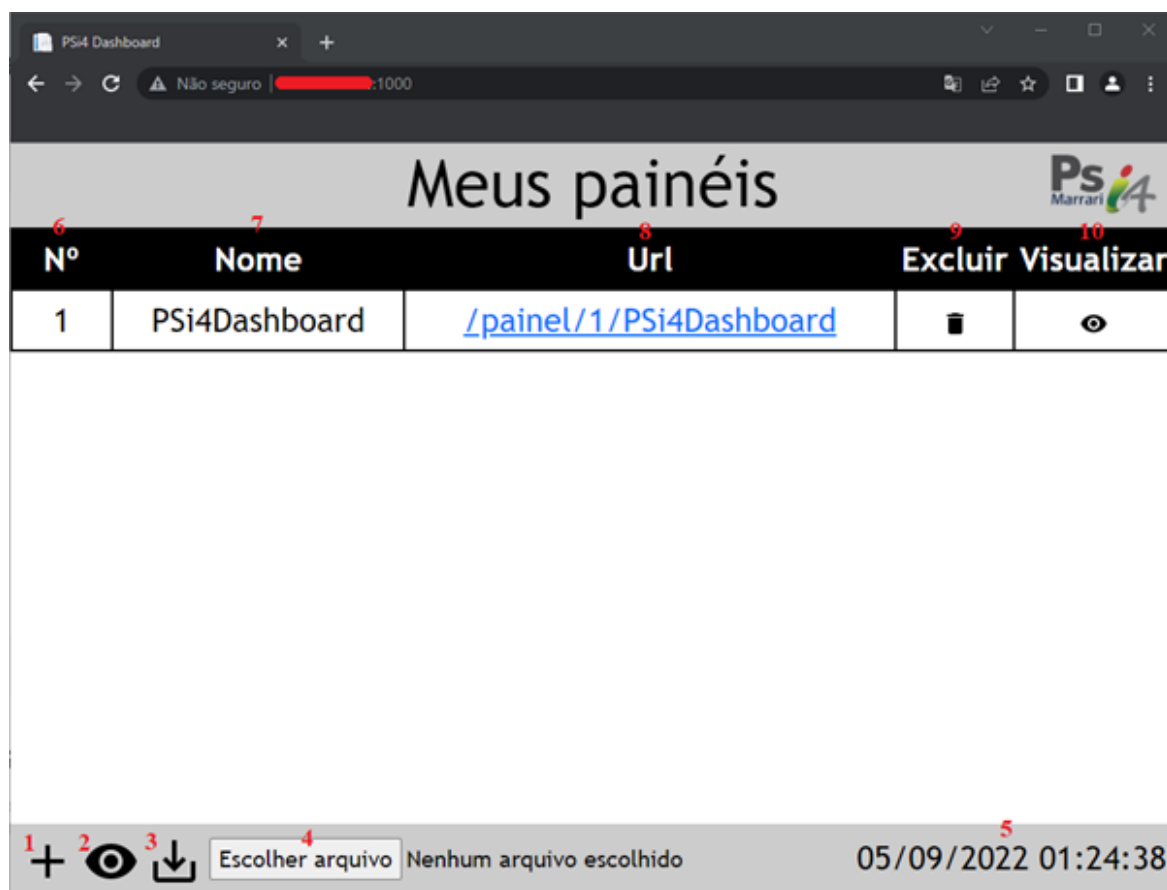 PSi4 Dashboard
Não seguro :1000
Meus painéis
Psi4
Marrari
6 7 8 9 10
Nº Nome Url Excluir Visualizar
1 PSi4Dashboard /painel/1/PSi4Dashboard
1 2 3 4 5
Escolher arquivo Nenhum arquivo escolhido 05/09/2022 01:24:38